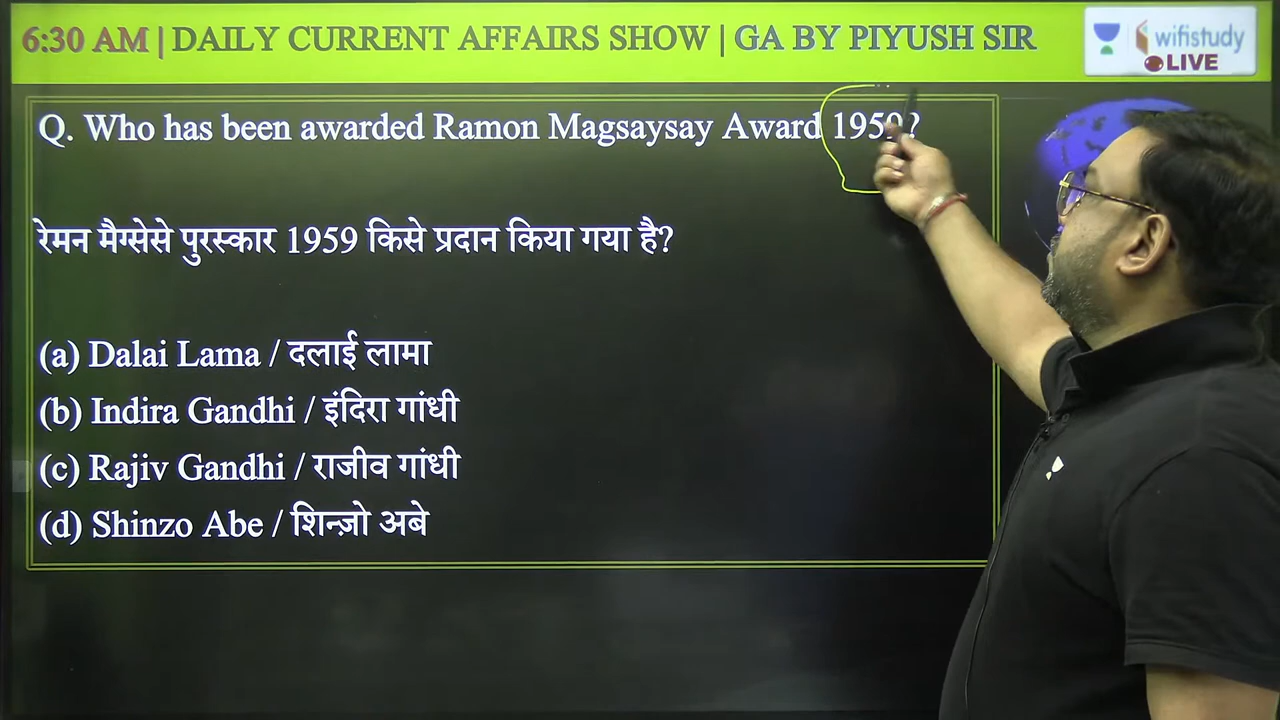 6:30 AM | DAILY CURRENT AFFAIRS SHOW | GA BY PIYUSH SIR
wifistudy
LIVE
Q. Who has been awarded Ramon Magsaysay Award 1959?
रेमन मैग्सेसे पुरस्कार 1959 किसे प्रदान किया गया है?
(a) Dalai Lama / दलाई लामा
(b) Indira Gandhi / इंदिरा गांधी
(c) Rajiv Gandhi / राजीव गांधी
(d) Shinzo Abe / शिन्ज़ो अबे